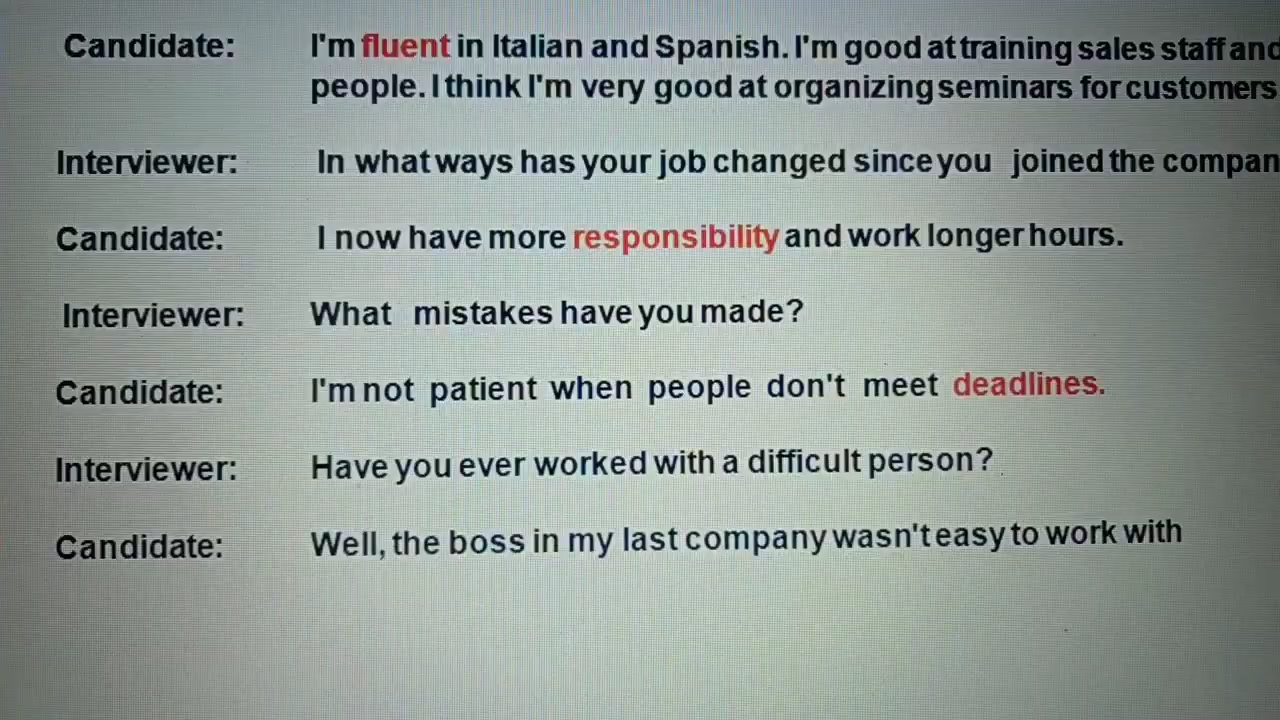 Candidate: I'm fluent in Italian and Spanish. I'm good at training sales staff and
people. I think I'm very good at organizing seminars for customers
Interviewer: In what ways has your job changed since you joined the compan
Candidate: I now have more responsibility and work longer hours.
Interviewer: What mistakes have you made?
Candidate: I'm not patient when people don't meet deadlines.
Interviewer: Have you ever worked with a difficult person?
Candidate: Well, the boss in my last company wasn't easy to work with